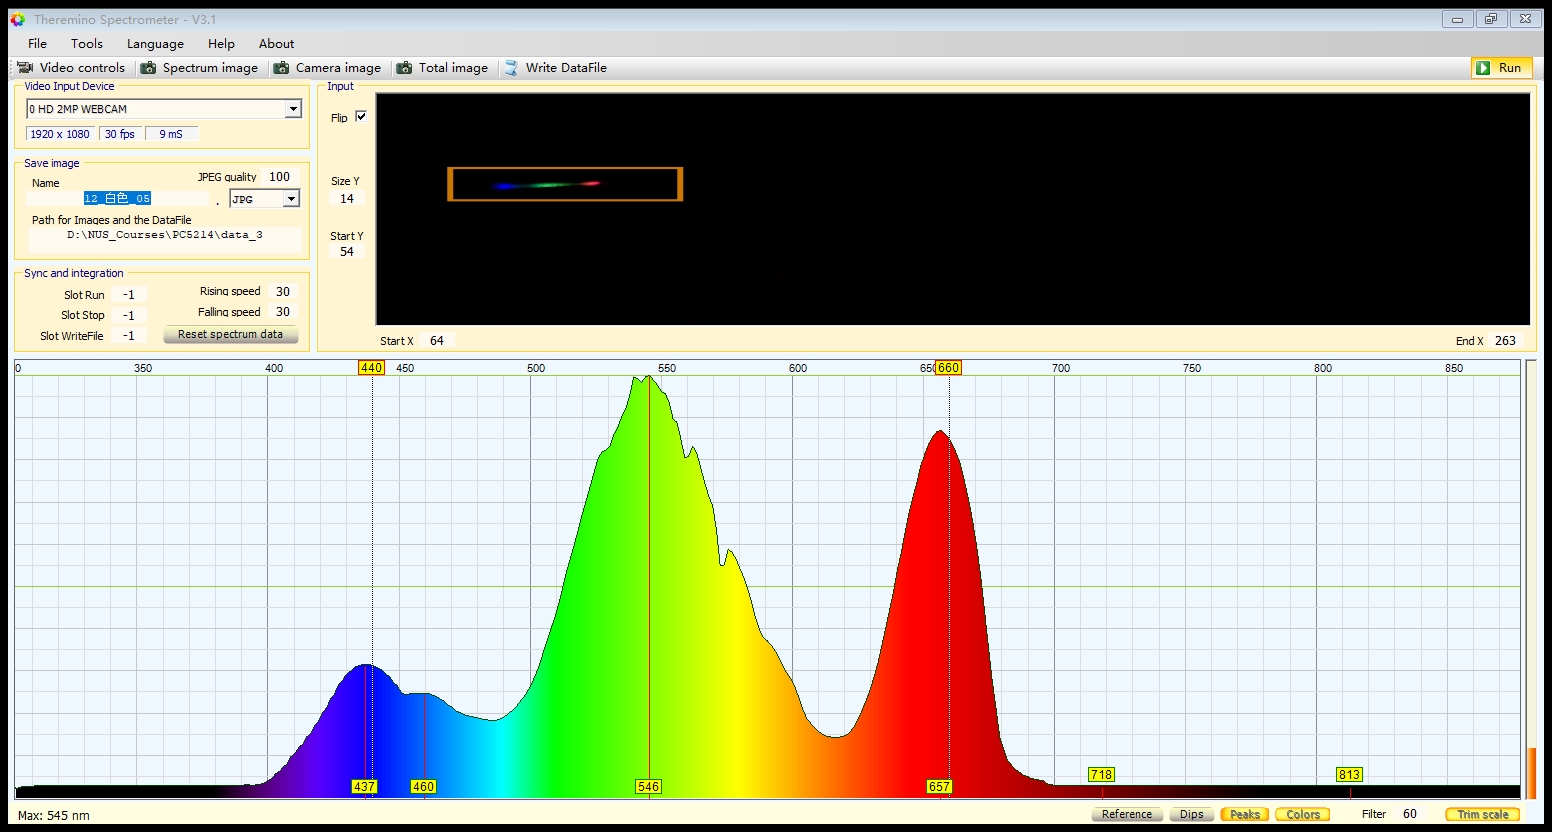 Theremino Spectrometer - V3.1
File Tools Language Help About
Video controls Spectrum image Camera image Total image Write DataFile Run
Video Input Device
0 HD 2MP WEBCAM
1920 x 1080 30 fps 9 mS
Save image
Name JPEG quality 100
12_白色_05 . JPG
Path for Images and the DataFile
D:\NUS_Courses\PC5214\data_3
Sync and integration
Slot Run -1 Rising speed 30
Slot Stop -1 Falling speed 30
Slot WriteFile -1 Reset spectrum data
Input
Flip
Size Y
14
Start Y
54
Start X 64 End X 263
0 350 400 440 450 500 550 600 650 660 700 750 800 850
718 813
437 460 546 657
Max: 545 nm Reference Dips Peaks Colors Filter 60 Trim scale